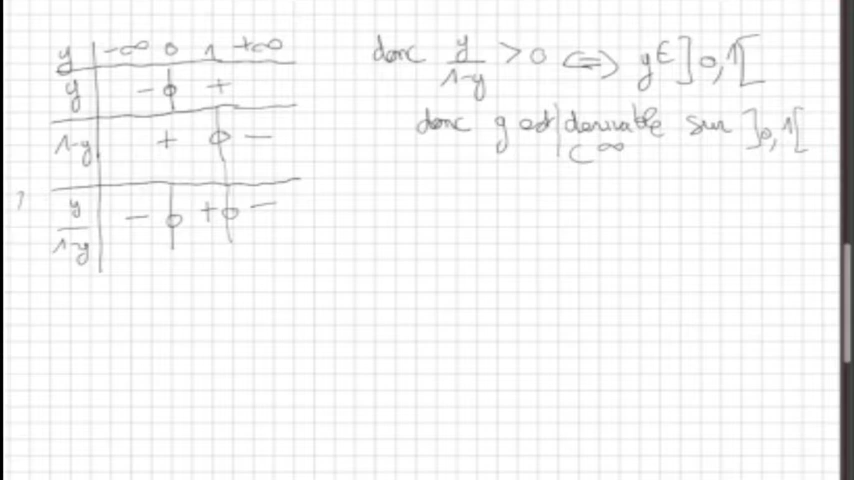 y | -∞ 0 1 +∞
y | - 0 +
1-y | + 0 -
y/(1-y) | - 0 + 0 -
donc y/(1-y) > 0 <=> y ∈ ]0,1[
donc g est | dérivable sur ]0,1[
C^∞